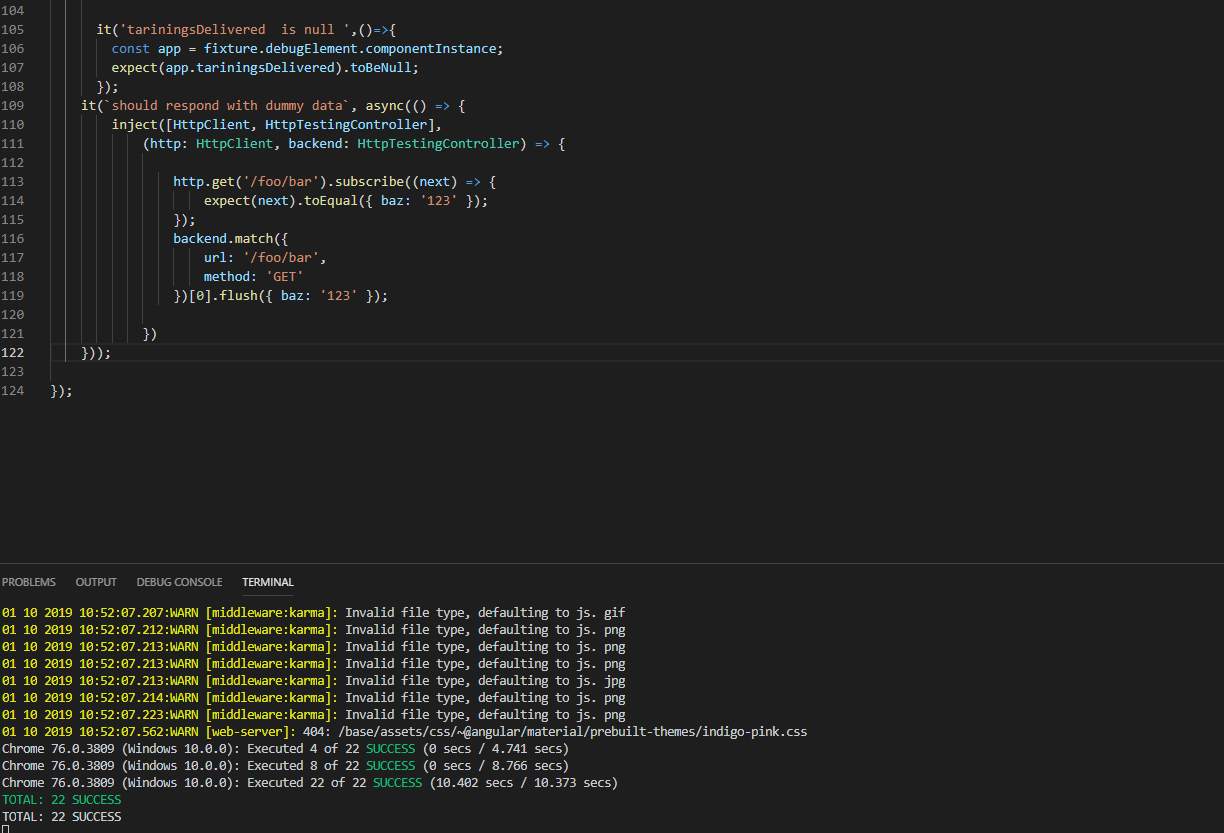 104
105 it('tariningsDelivered  is null ',()=>{
106 const app = fixture.debugElement.componentInstance;
107 expect(app.tariningsDelivered).toBeNull;
108 });
109 it(`should respond with dummy data`, async(() => {
110 inject([HttpClient, HttpTestingController],
111 (http: HttpClient, backend: HttpTestingController) => {
112
113 http.get('/foo/bar').subscribe((next) => {
114 expect(next).toEqual({ baz: '123' });
115 });
116 backend.match({
117 url: '/foo/bar',
118 method: 'GET'
119 })[0].flush({ baz: '123' });
120
121 })
122 }));
123
124 });
PROBLEMS OUTPUT DEBUG CONSOLE TERMINAL
01 10 2019 10:52:07.207:WARN [middleware:karma]: Invalid file type, defaulting to js. gif
01 10 2019 10:52:07.212:WARN [middleware:karma]: Invalid file type, defaulting to js. png
01 10 2019 10:52:07.213:WARN [middleware:karma]: Invalid file type, defaulting to js. png
01 10 2019 10:52:07.213:WARN [middleware:karma]: Invalid file type, defaulting to js. png
01 10 2019 10:52:07.213:WARN [middleware:karma]: Invalid file type, defaulting to js. jpg
01 10 2019 10:52:07.214:WARN [middleware:karma]: Invalid file type, defaulting to js. png
01 10 2019 10:52:07.223:WARN [middleware:karma]: Invalid file type, defaulting to js. png
01 10 2019 10:52:07.562:WARN [web-server]: 404: /base/assets/css/~@angular/material/prebuilt-themes/indigo-pink.css
Chrome 76.0.3809 (Windows 10.0.0): Executed 4 of 22 SUCCESS (0 secs / 4.741 secs)
Chrome 76.0.3809 (Windows 10.0.0): Executed 8 of 22 SUCCESS (0 secs / 8.766 secs)
Chrome 76.0.3809 (Windows 10.0.0): Executed 22 of 22 SUCCESS (10.402 secs / 10.373 secs)
TOTAL: 22 SUCCESS
TOTAL: 22 SUCCESS